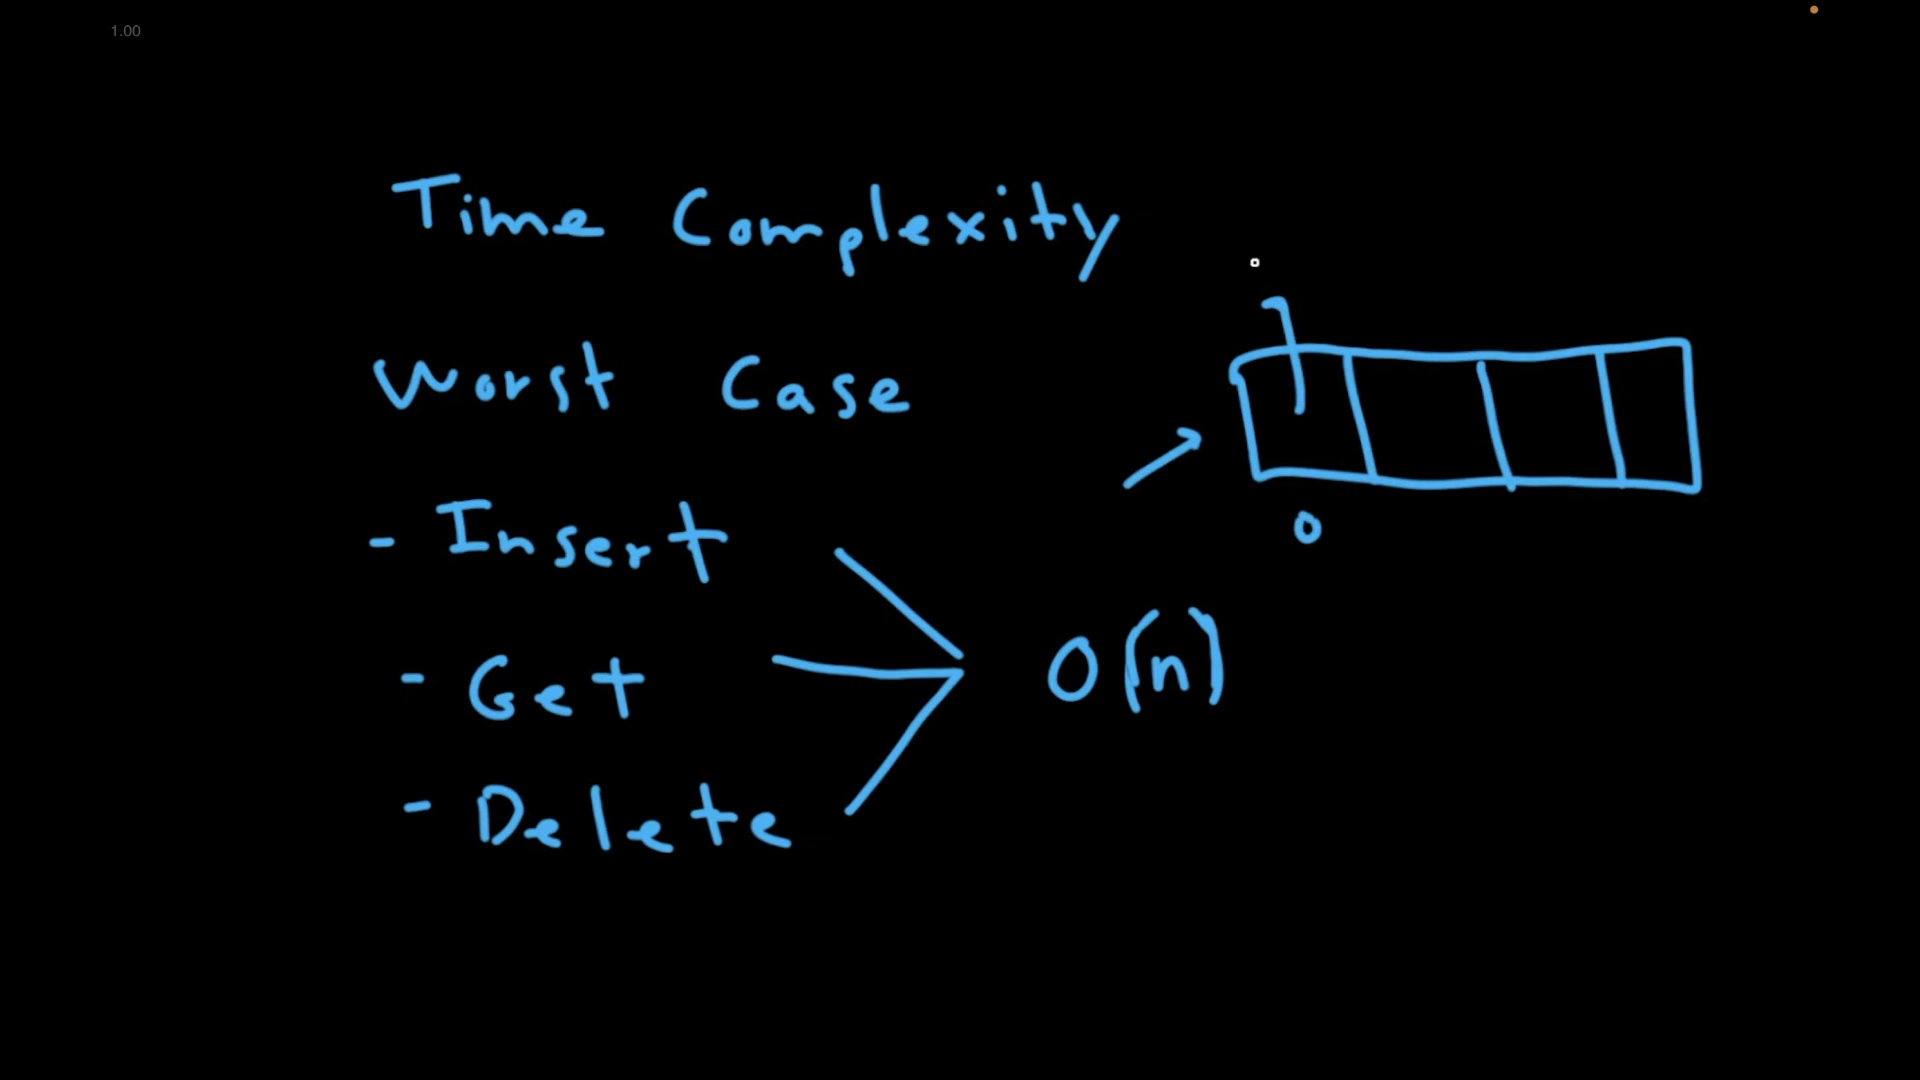 1.00
Time Complexity
Worst Case
- Insert
- Get
- Delete
O(n)
0